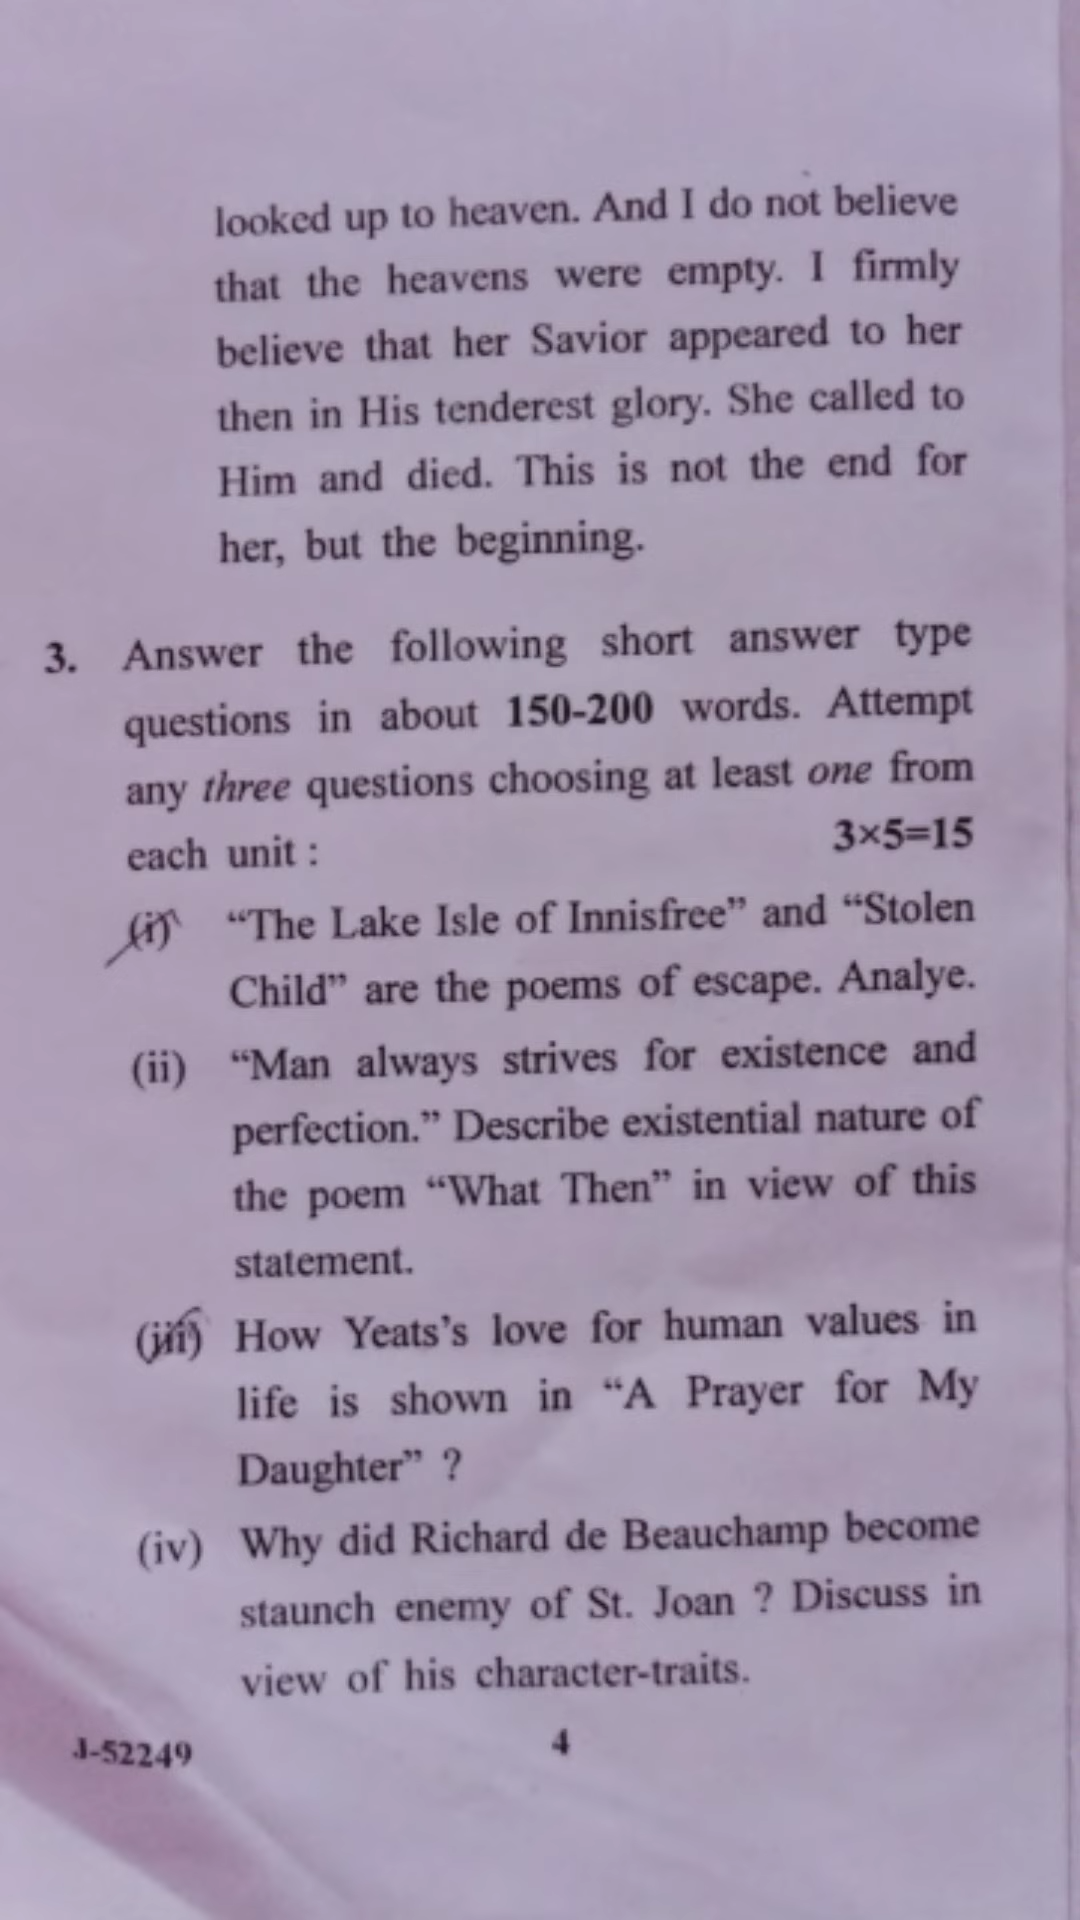 looked up to heaven. And I do not believe
that the heavens were empty. I firmly
believe that her Savior appeared to her
then in His tenderest glory. She called to
Him and died. This is not the end for
her, but the beginning.
3. Answer the following short answer type
questions in about 150-200 words. Attempt
any three questions choosing at least one from
each unit : 3×5=15
(i) “The Lake Isle of Innisfree” and “Stolen
Child” are the poems of escape. Analye.
(ii) “Man always strives for existence and
perfection.” Describe existential nature of
the poem “What Then” in view of this
statement.
(iii) How Yeats’s love for human values in
life is shown in “A Prayer for My
Daughter” ?
(iv) Why did Richard de Beauchamp become
staunch enemy of St. Joan ? Discuss in
view of his character-traits.
J-52249 4